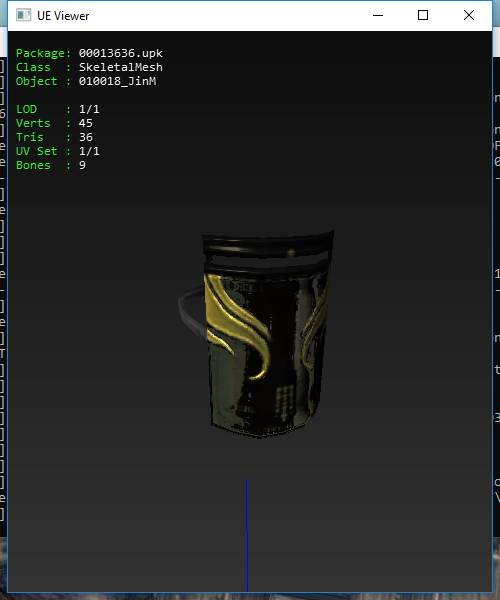 UE Viewer
Package: 00013636.upk
Class : SkeletalMesh
Object : 010018_JinM
LOD : 1/1
Verts : 45
Tris : 36
UV Set : 1/1
Bones : 9